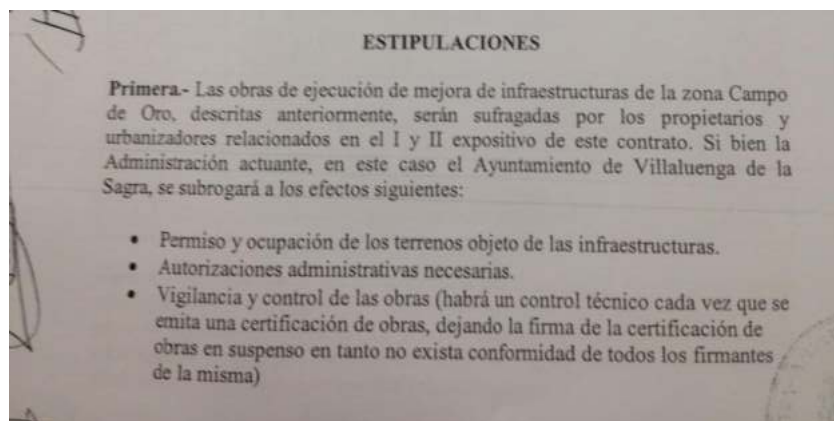 ESTIPULACIONES
Primera.- Las obras de ejecución de mejora de infraestructuras de la zona Campo
de Oro, descritas anteriormente, serán sufragadas por los propietarios y
urbanizadores relacionados en el I y II expositivo de este contrato. Si bien la
Administración actuante, en este caso el Ayuntamiento de Villaluenga de la
Sagra, se subrogará a los efectos siguientes:
• Permiso y ocupación de los terrenos objeto de las infraestructuras.
• Autorizaciones administrativas necesarias.
• Vigilancia y control de las obras (habrá un control técnico cada vez que se
emita una certificación de obras, dejando la firma de la certificación de
obras en suspenso en tanto no exista conformidad de todos los firmantes
de la misma)